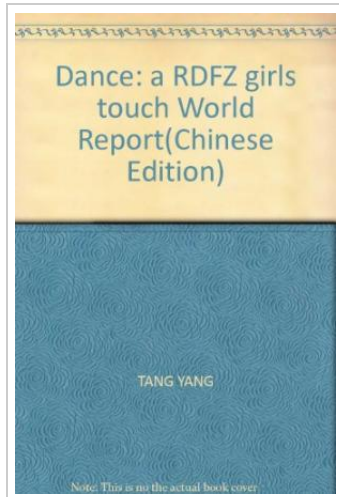 Dance: a RDFZ girls
touch World
Report(Chinese
Edition)
TANG YANG
Note: This is no the actual book cover